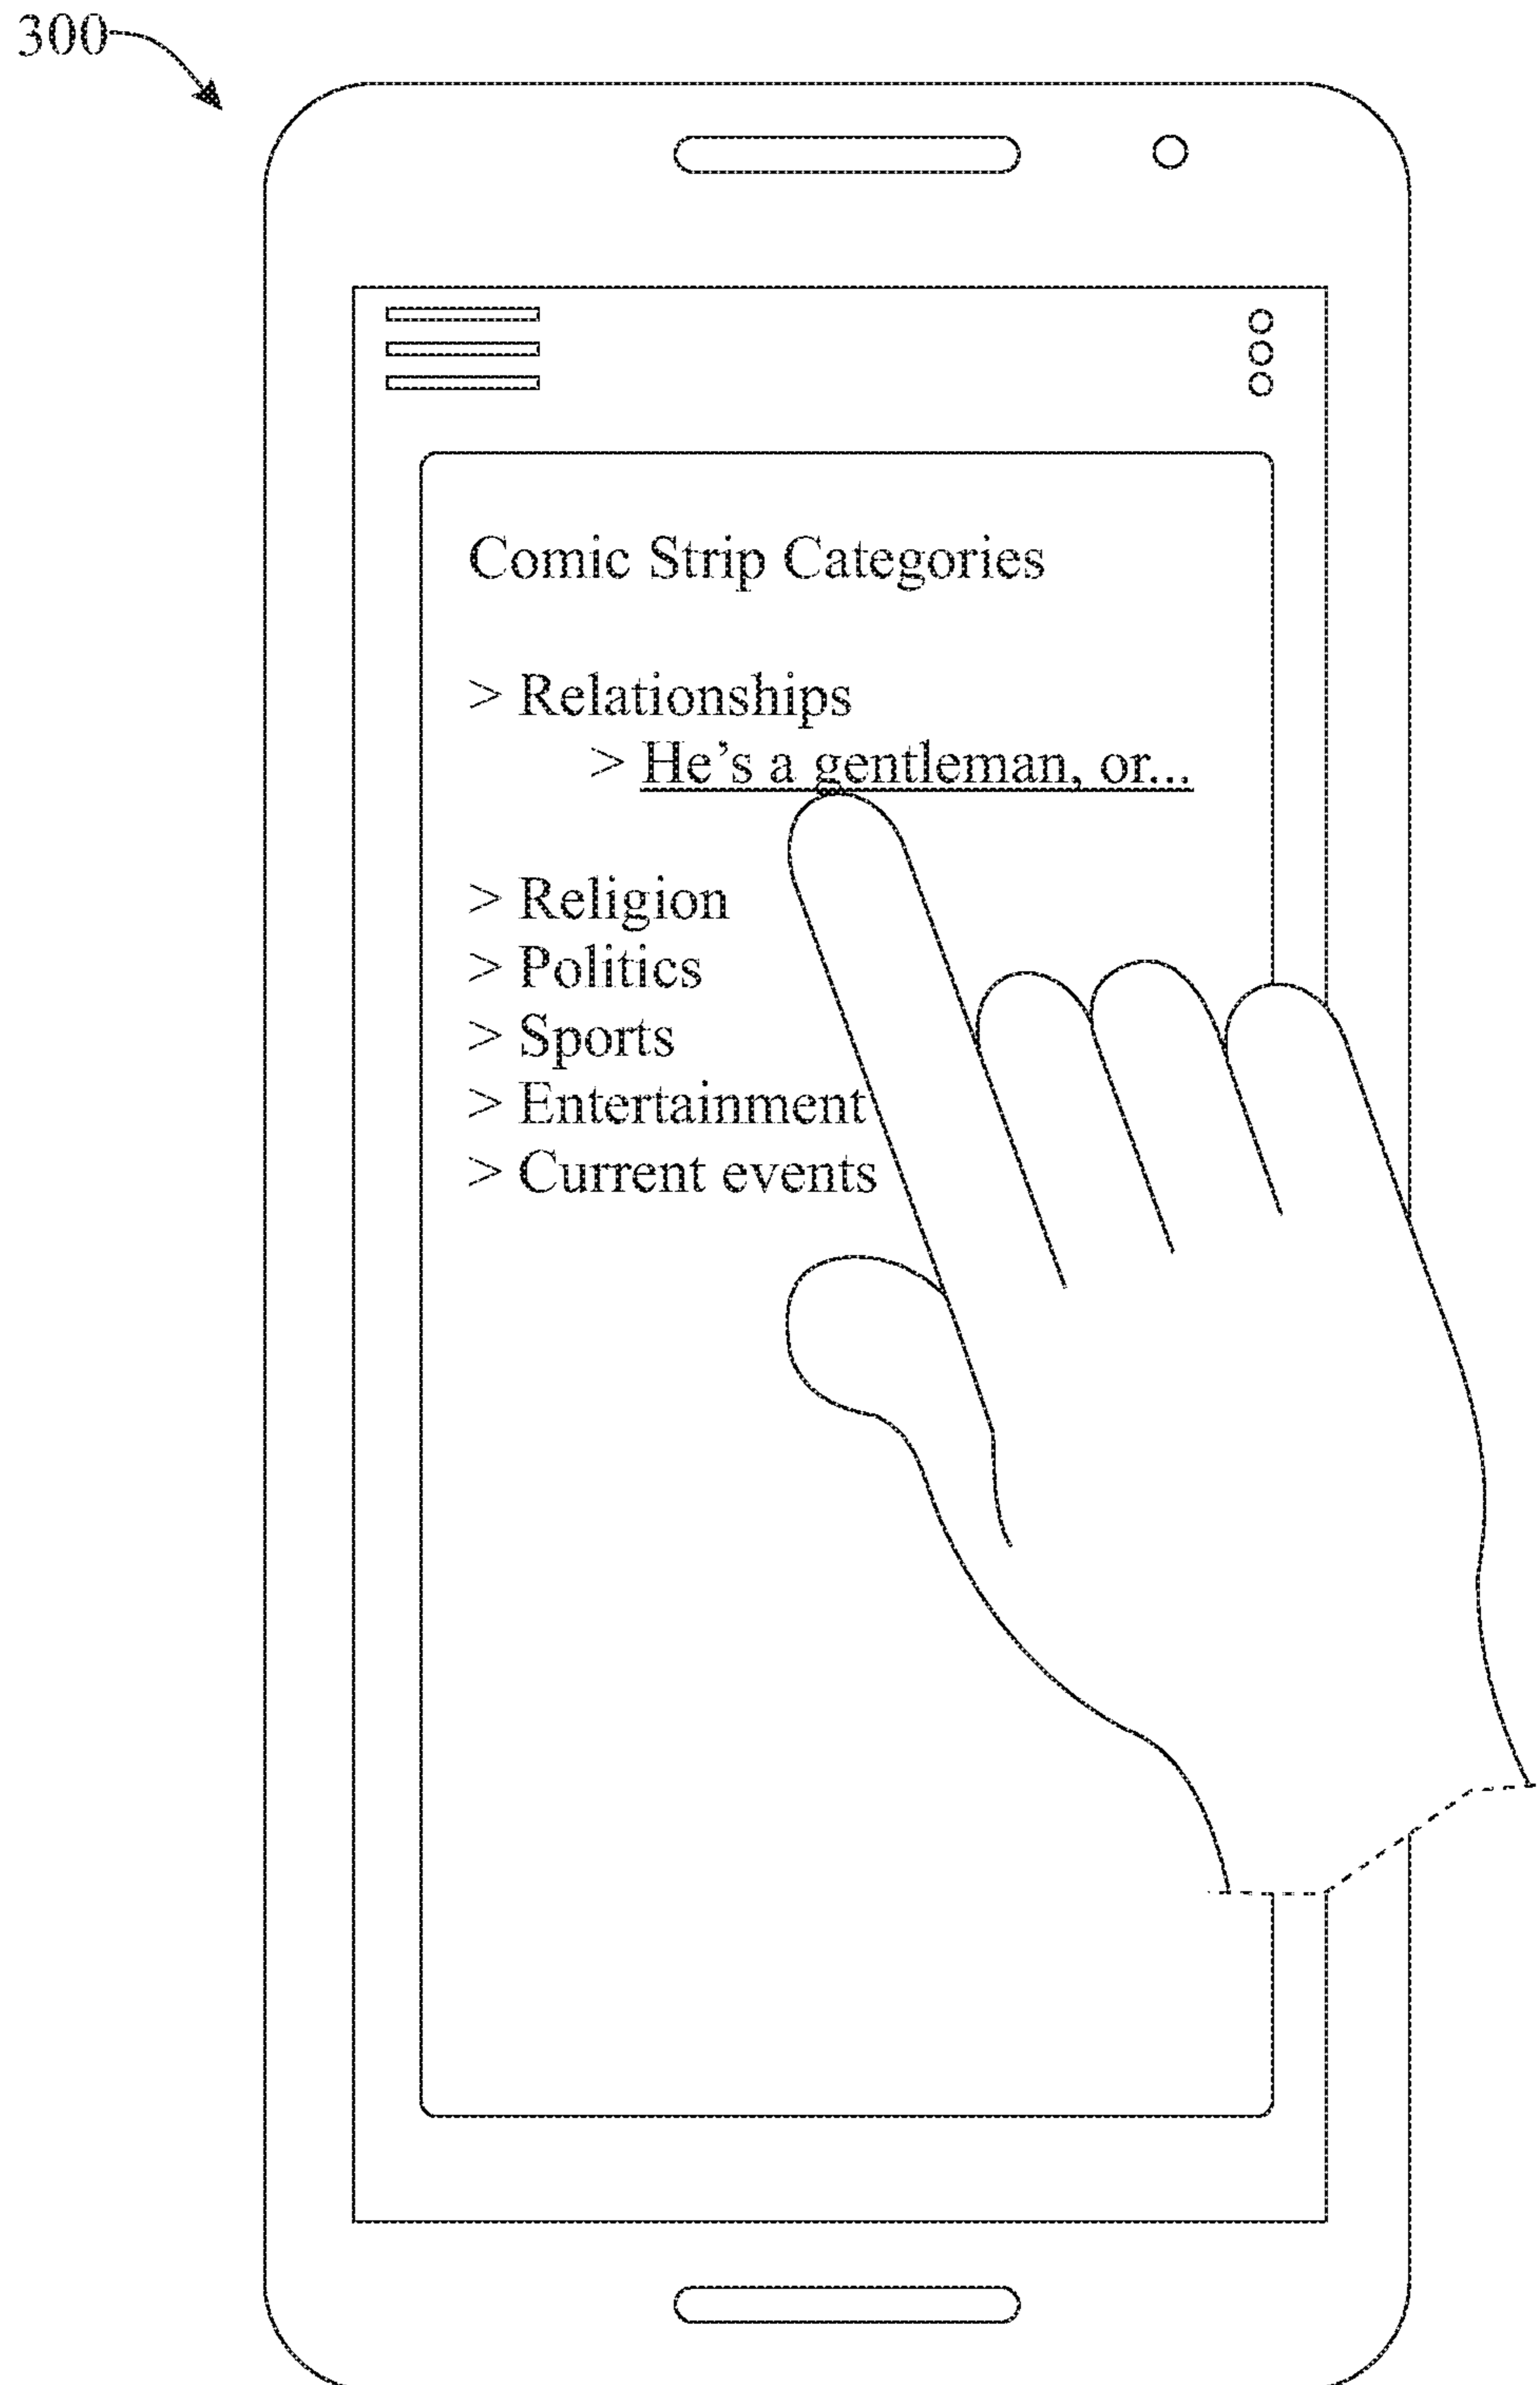 300
Comic Strip Categories
> Relationships
> He’s a gentleman, or...
> Religion
> Politics
> Sports
> Entertainment
> Current events